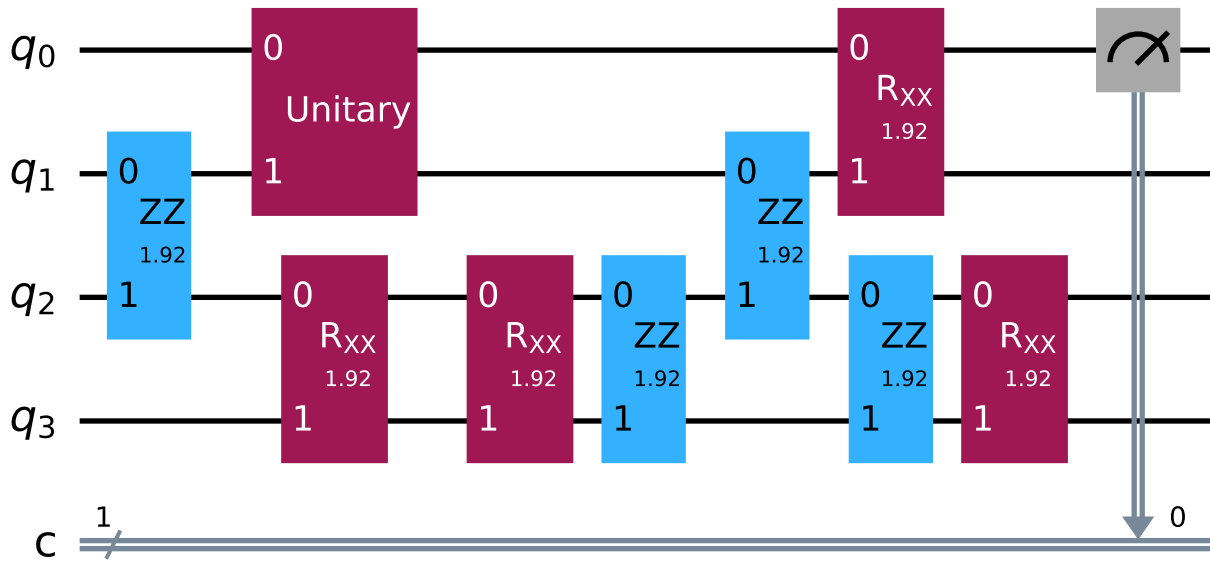 q0 0 0
Unitary RXX 1.92
q1 0 1 0 1
ZZ 1.92 ZZ 1.92
q2 1 0 0 0 1 0 0
RXX 1.92 RXX 1.92 ZZ 1.92 ZZ 1.92 RXX 1.92
q3 1 1 1 1 1
1 0
c